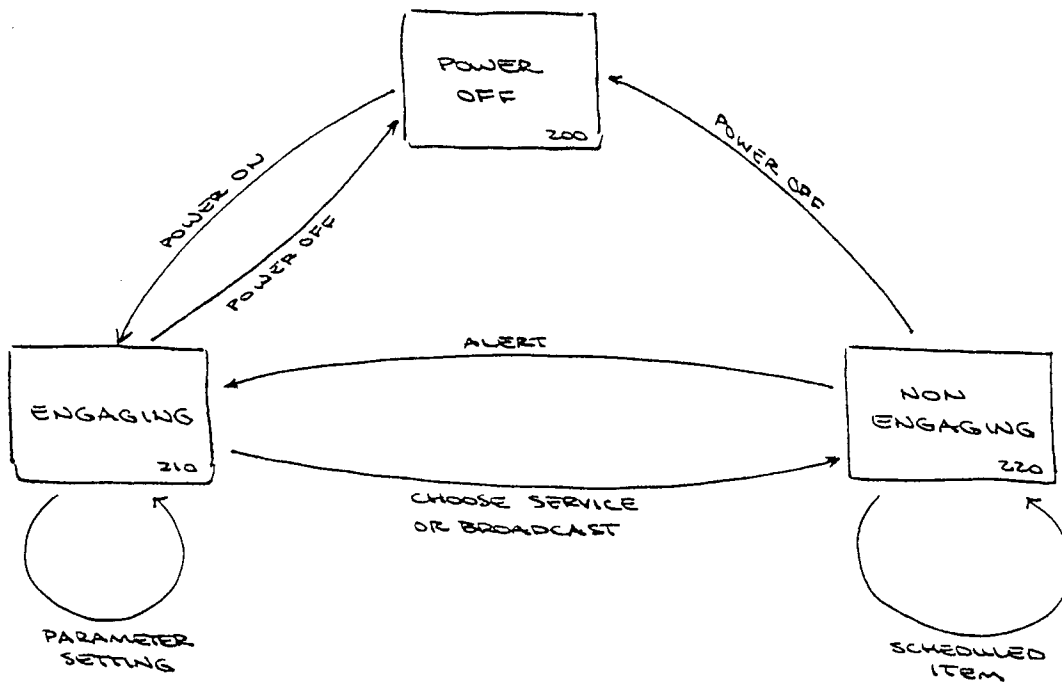 POWER
OFF
200
POWER ON
POWER OFF
POWER OFF
ALERT
ENGAGING
210
NON
ENGAGING
220
CHOOSE SERVICE
OR BROADCAST
PARAMETER
SETTING
SCHEDULED
ITEM